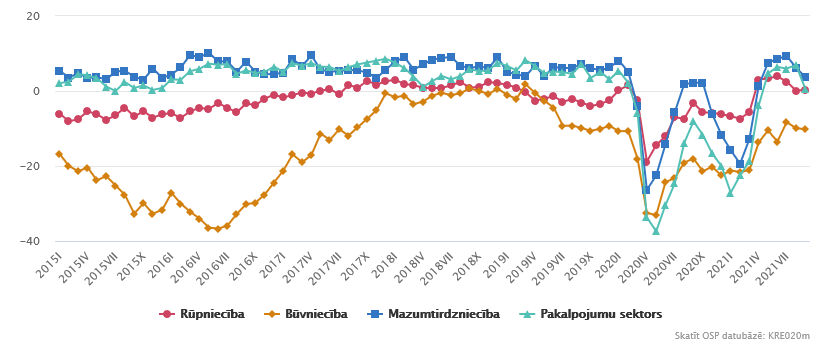 20
0
−20
−40
2015I
2015IV
2015VII
2015X
2016I
2016IV
2016VII
2016X
2017I
2017IV
2017VII
2017X
2018I
2018IV
2018VII
2018X
2019I
2019IV
2019VII
2019X
2020I
2020IV
2020VII
2020X
2021I
2021IV
2021VII
Rūpniecība Būvniecība Mazumtirdzniecība Pakalpojumu sektors
Skatīt OSP datubāzē: KRE020m